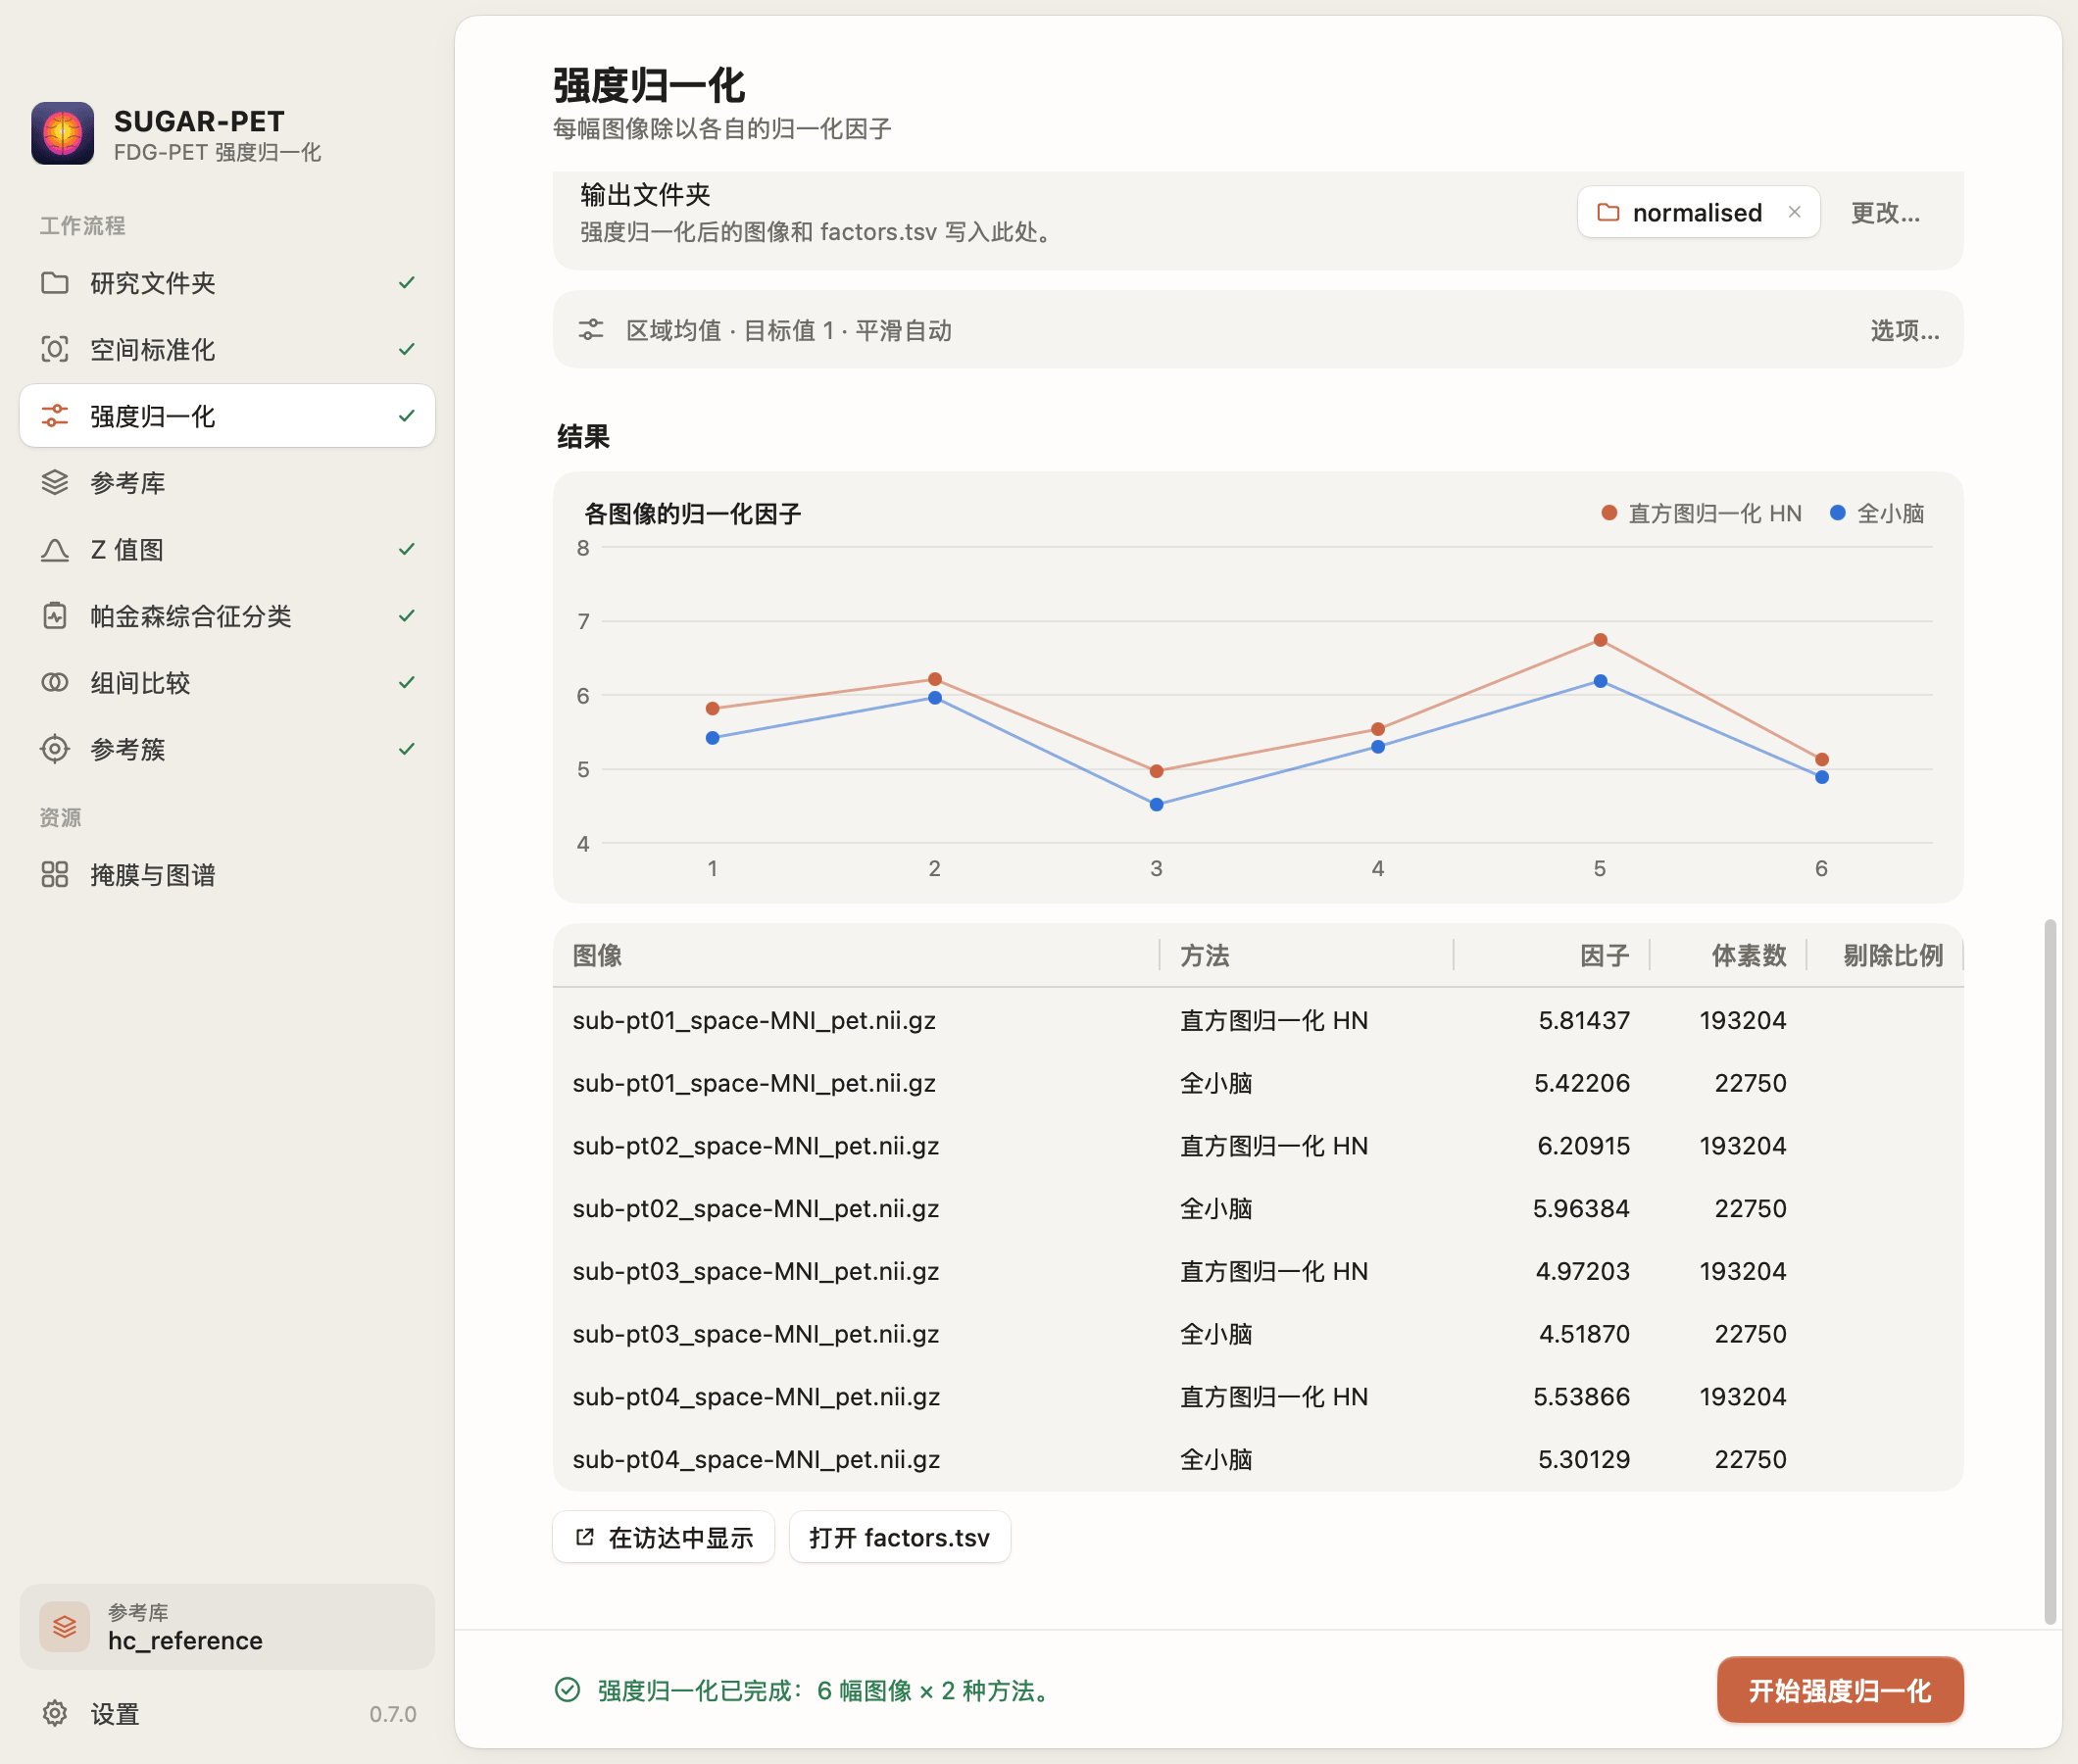 SUGAR-PET
FDG-PET 强度归一化
工作流程
研究文件夹
空间标准化
强度归一化
参考库
Z 值图
帕金森综合征分类
组间比较
参考簇
资源
掩膜与图谱
参考库
hc_reference
设置 0.7.0
强度归一化
每幅图像除以各自的归一化因子
输出文件夹
强度归一化后的图像和 factors.tsv 写入此处。
normalised × 更改...
区域均值 · 目标值 1 · 平滑自动 选项...
结果
各图像的归一化因子 直方图归一化 HN 全小脑
8
7
6
5
4
1 2 3 4 5 6
图像 方法 因子 体素数 剔除比例
sub-pt01_space-MNI_pet.nii.gz 直方图归一化 HN 5.81437 193204
sub-pt01_space-MNI_pet.nii.gz 全小脑 5.42206 22750
sub-pt02_space-MNI_pet.nii.gz 直方图归一化 HN 6.20915 193204
sub-pt02_space-MNI_pet.nii.gz 全小脑 5.96384 22750
sub-pt03_space-MNI_pet.nii.gz 直方图归一化 HN 4.97203 193204
sub-pt03_space-MNI_pet.nii.gz 全小脑 4.51870 22750
sub-pt04_space-MNI_pet.nii.gz 直方图归一化 HN 5.53866 193204
sub-pt04_space-MNI_pet.nii.gz 全小脑 5.30129 22750
在访达中显示 打开 factors.tsv
强度归一化已完成：6 幅图像 × 2 种方法。 开始强度归一化